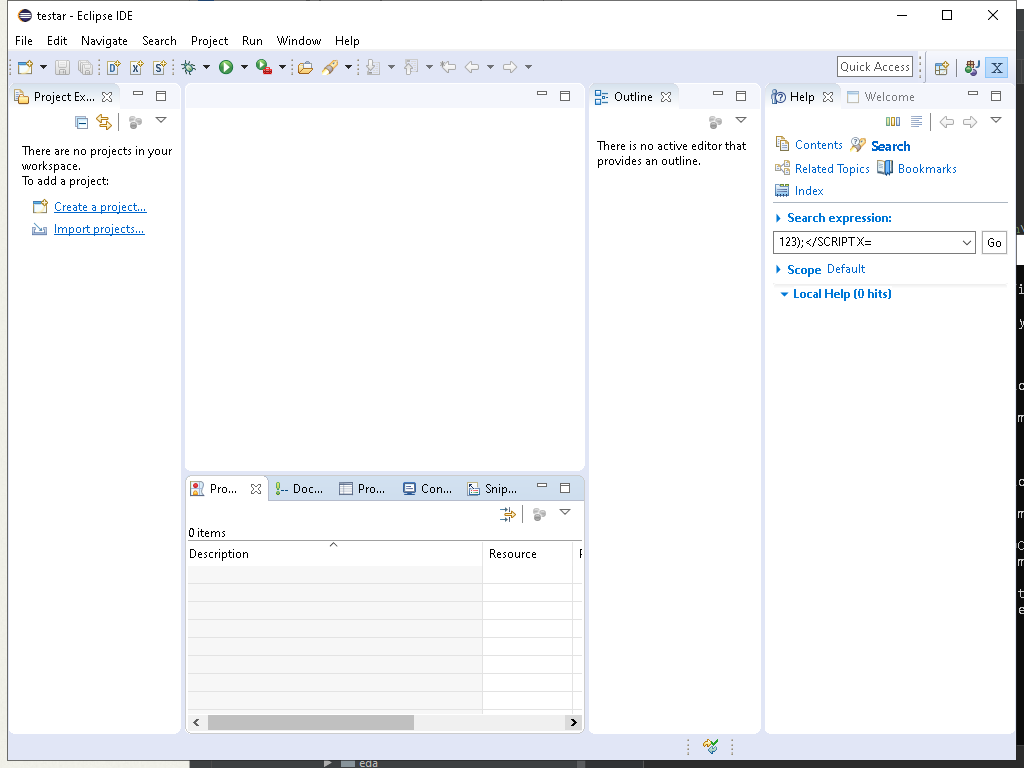 testar - Eclipse IDE
File Edit Navigate Search Project Run Window Help
Quick Access
Project Ex...
There are no projects in your
workspace.
To add a project:
Create a project...
Import projects...
Outline
There is no active editor that
provides an outline.
Help Welcome
Contents Search
Related Topics Bookmarks
Index
Search expression:
123);</SCRIPTX=
Go
Scope Default
Local Help (0 hits)
Pro... Doc... Pro... Con... Snip...
0 items
Description Resource
eda